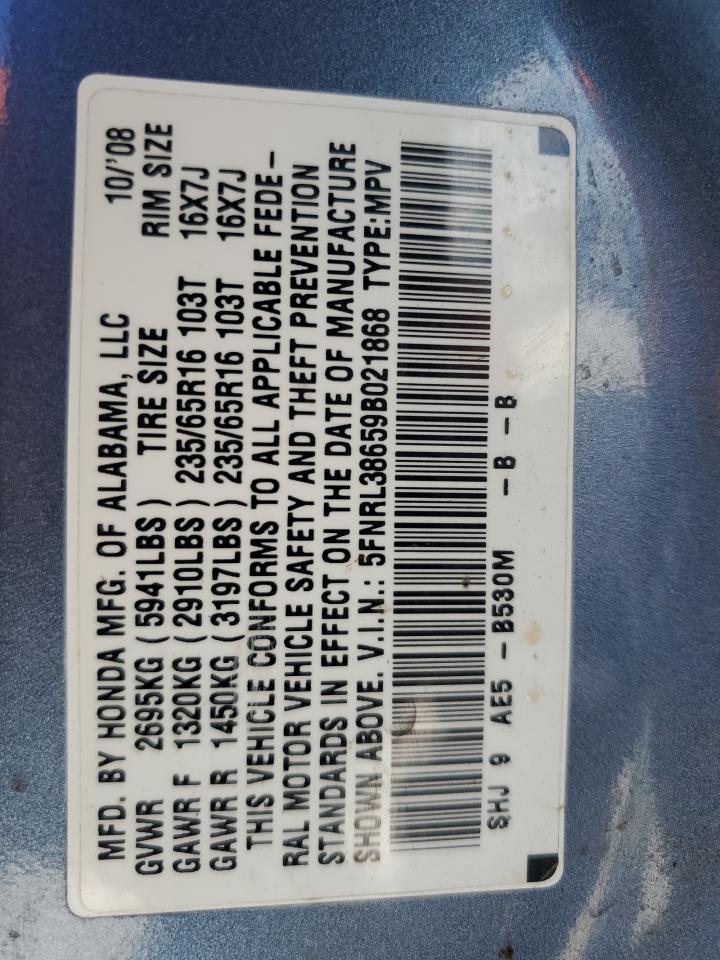 MFD. BY HONDA MFG. OF ALABAMA, LLC 10/'08
GVWR 2695KG (5941LBS) TIRE SIZE RIM SIZE
GAWR F 1320KG (2910LBS) 235/65R16 103T 16X7J
GAWR R 1450KG (3197LBS) 235/65R16 103T 16X7J
THIS VEHICLE CONFORMS TO ALL APPLICABLE FEDE-
RAL MOTOR VEHICLE SAFETY AND THEFT PREVENTION
STANDARDS IN EFFECT ON THE DATE OF MANUFACTURE
SHOWN ABOVE. V.I.N.: 5FNRL38659B021868 TYPE:MPV
SHJ 9 AE5 - B530M - B - B